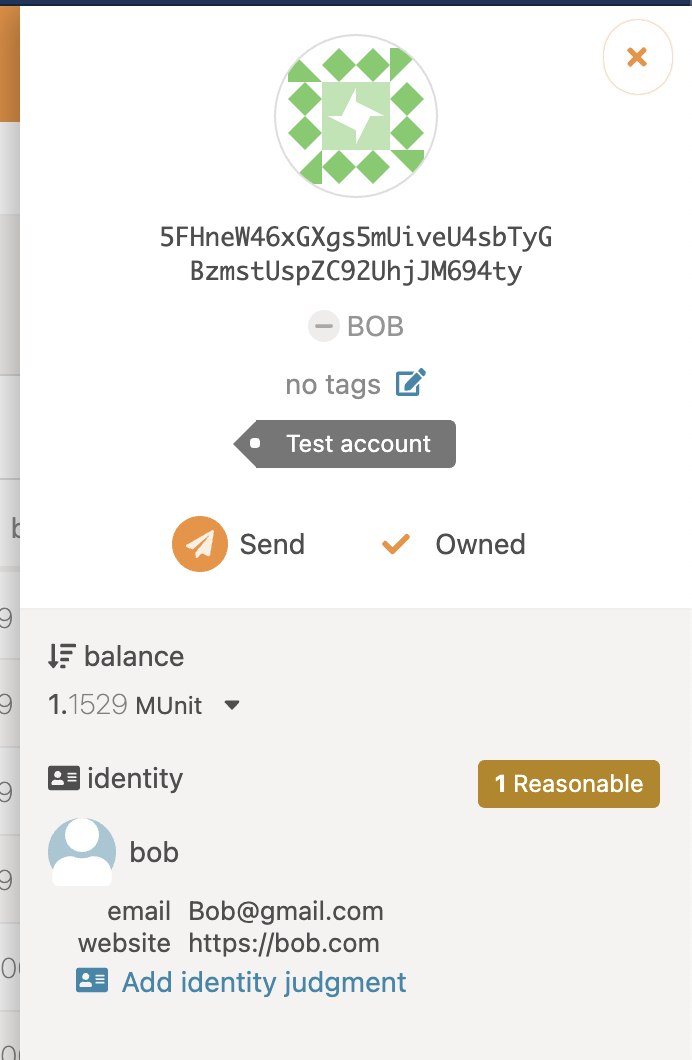 5FHneW46xGXgs5mUiveU4sbTyG
BzmstUspZC92UhjJM694ty
BOB
no tags
Test account
Send Owned
balance
1.1529 MUnit
identity
1 Reasonable
bob
email Bob@gmail.com
website https://bob.com
Add identity judgment